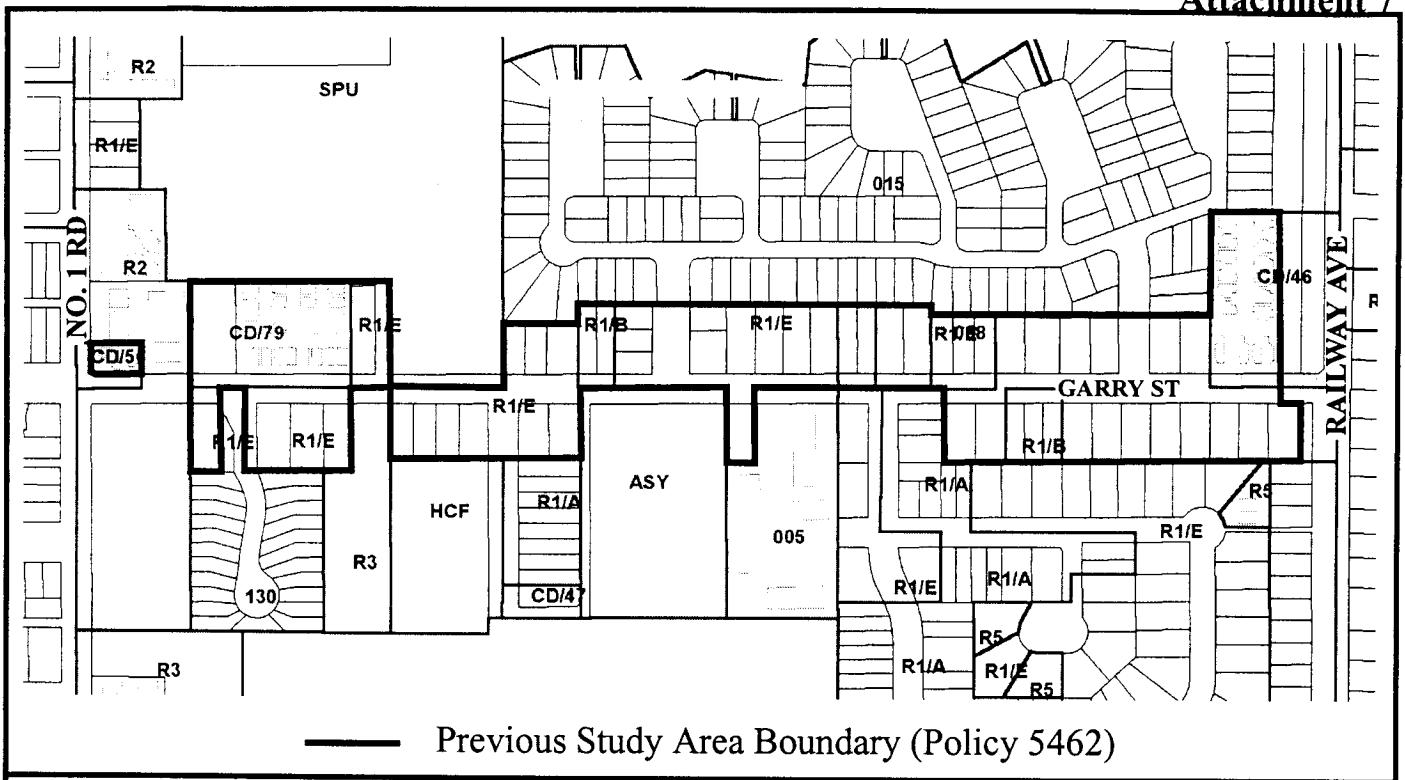 Attachment 7
R2
SPU
R1/E
015
NO. 1 RD
R2
CD/46
RAILWAY AVE
R
CD/79
R1/E
R1/B
R1/E
CD/5
GARRY ST
R1/E
R1/E
R1/E
R1/B
R1/A
ASY
R1/A
R5
HCF
005
R1/E
R3
R1/E
R1/A
130
CD/47
R5
R3
R1/A
R1/E
R5
Previous Study Area Boundary (Policy 5462)